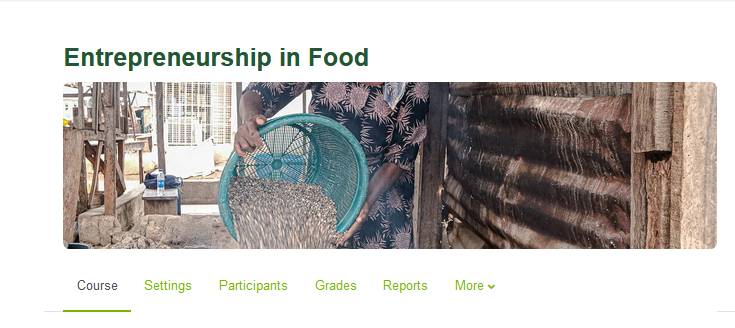 Entrepreneurship in Food
Course Settings Participants Grades Reports More